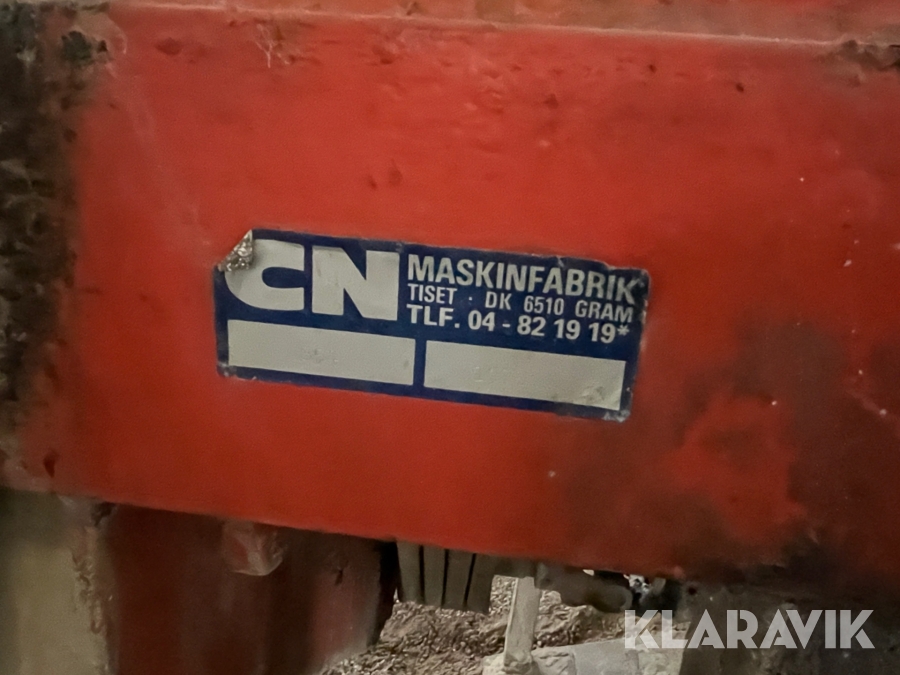 CN
MASKINFABRIK
TISET · DK 6510 GRAM
TLF. 04 - 82 19 19*
KLARAVIK